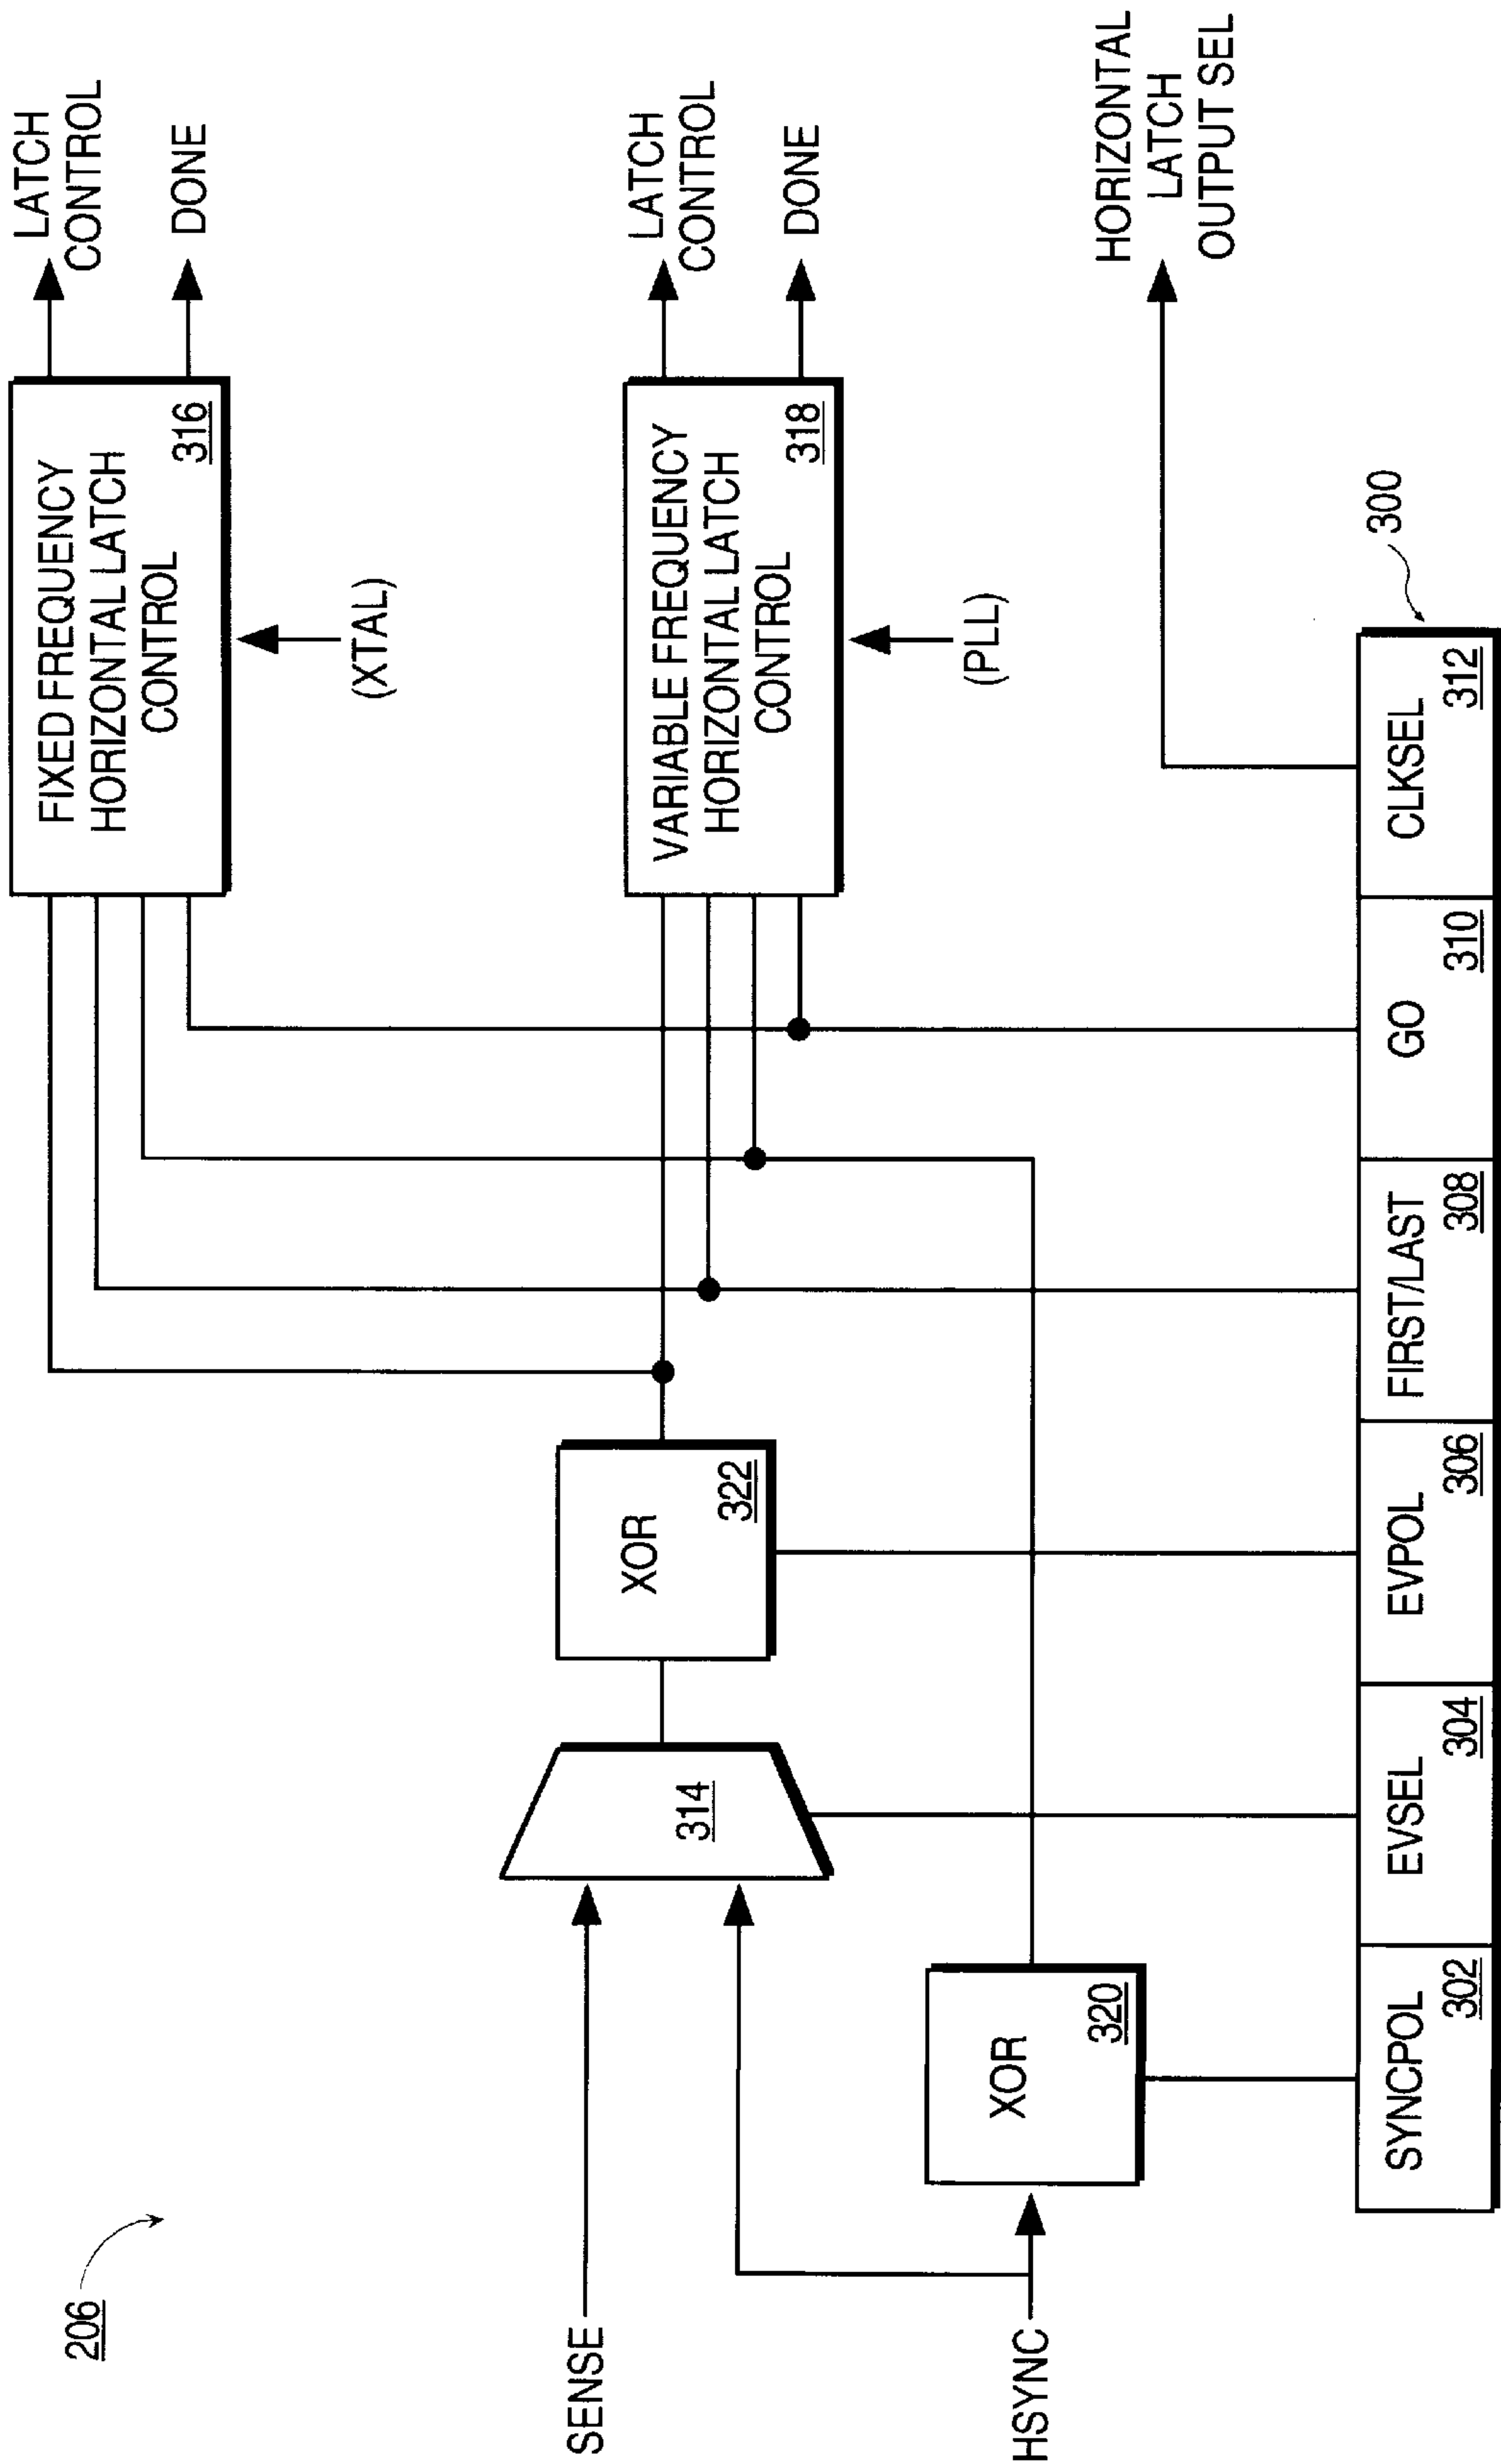 206
SENSE
HSYNC
314
XOR
322
XOR
320
FIXED FREQUENCY
HORIZONTAL LATCH
CONTROL
316
(XTAL)
LATCH
CONTROL
DONE
VARIABLE FREQUENCY
HORIZONTAL LATCH
CONTROL
318
(PLL)
LATCH
CONTROL
DONE
HORIZONTAL
LATCH
OUTPUT SEL
300
SYNCPOL
302
EVSEL
304
EVPOL
306
FIRST/LAST
308
GO
310
CLKSEL
312